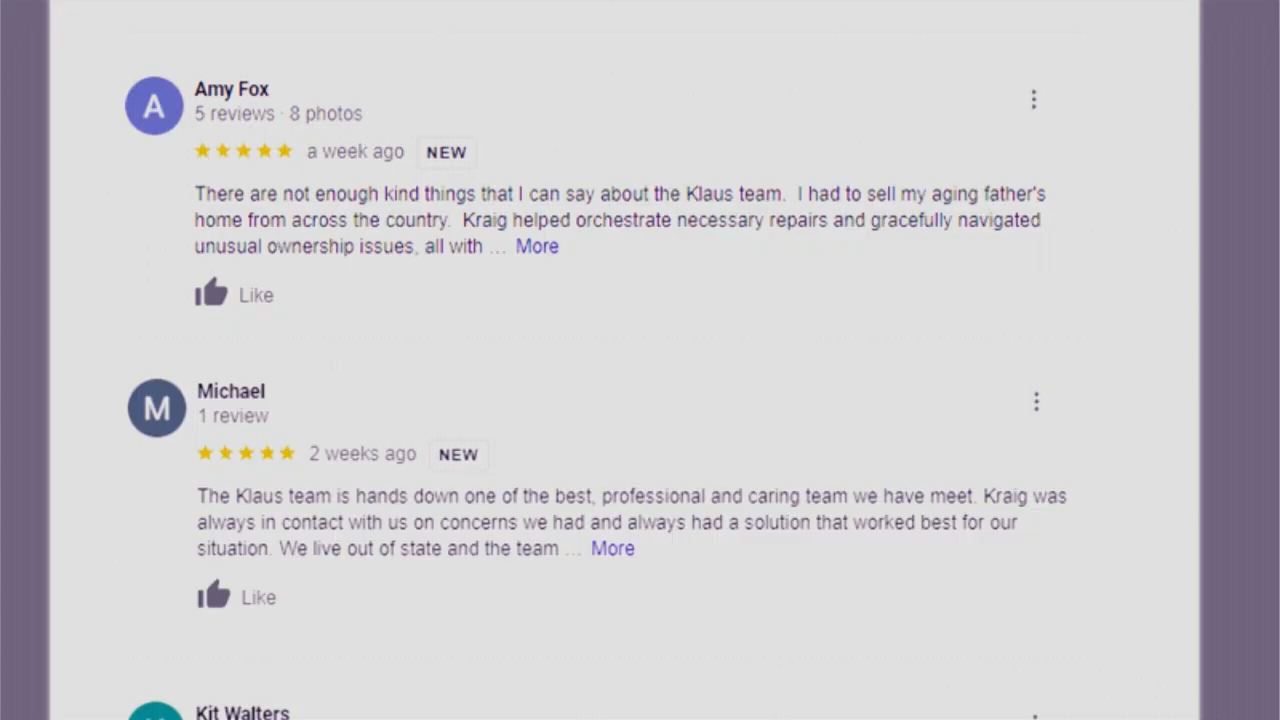 A
Amy Fox
5 reviews · 8 photos
a week ago NEW
There are not enough kind things that I can say about the Klaus team.  I had to sell my aging father's
home from across the country.  Kraig helped orchestrate necessary repairs and gracefully navigated
unusual ownership issues, all with ... More
Like
M
Michael
1 review
2 weeks ago NEW
The Klaus team is hands down one of the best, professional and caring team we have meet. Kraig was
always in contact with us on concerns we had and always had a solution that worked best for our
situation. We live out of state and the team ... More
Like
Kit Walters